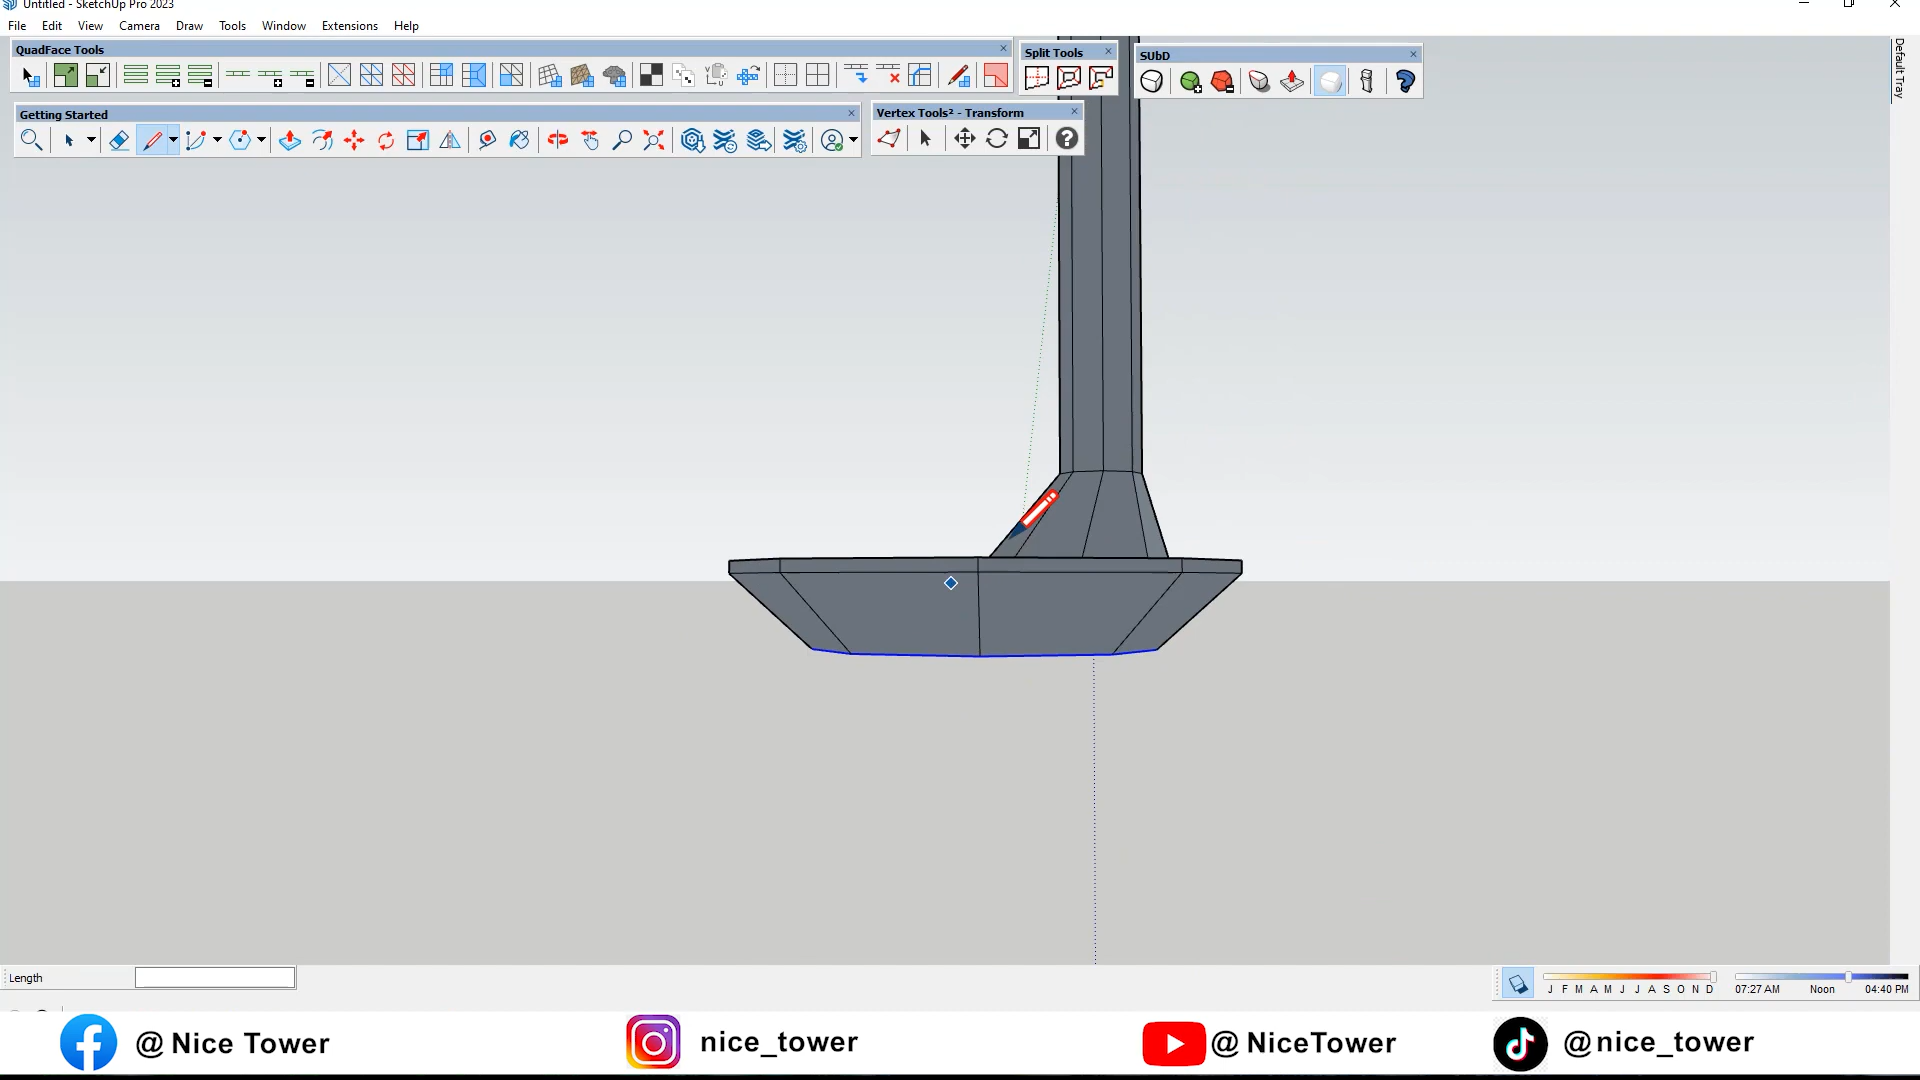 Untitled - SketchUp Pro 2023
File Edit View Camera Draw Tools Window Extensions Help
QuadFace Tools
Split Tools
SUbD
Default Tray
Getting Started
Vertex Tools² - Transform
Length
J F M A M J J A S O N D
07:27 AM Noon 04:40 PM
@ Nice Tower
nice_tower
@ NiceTower
@nice_tower